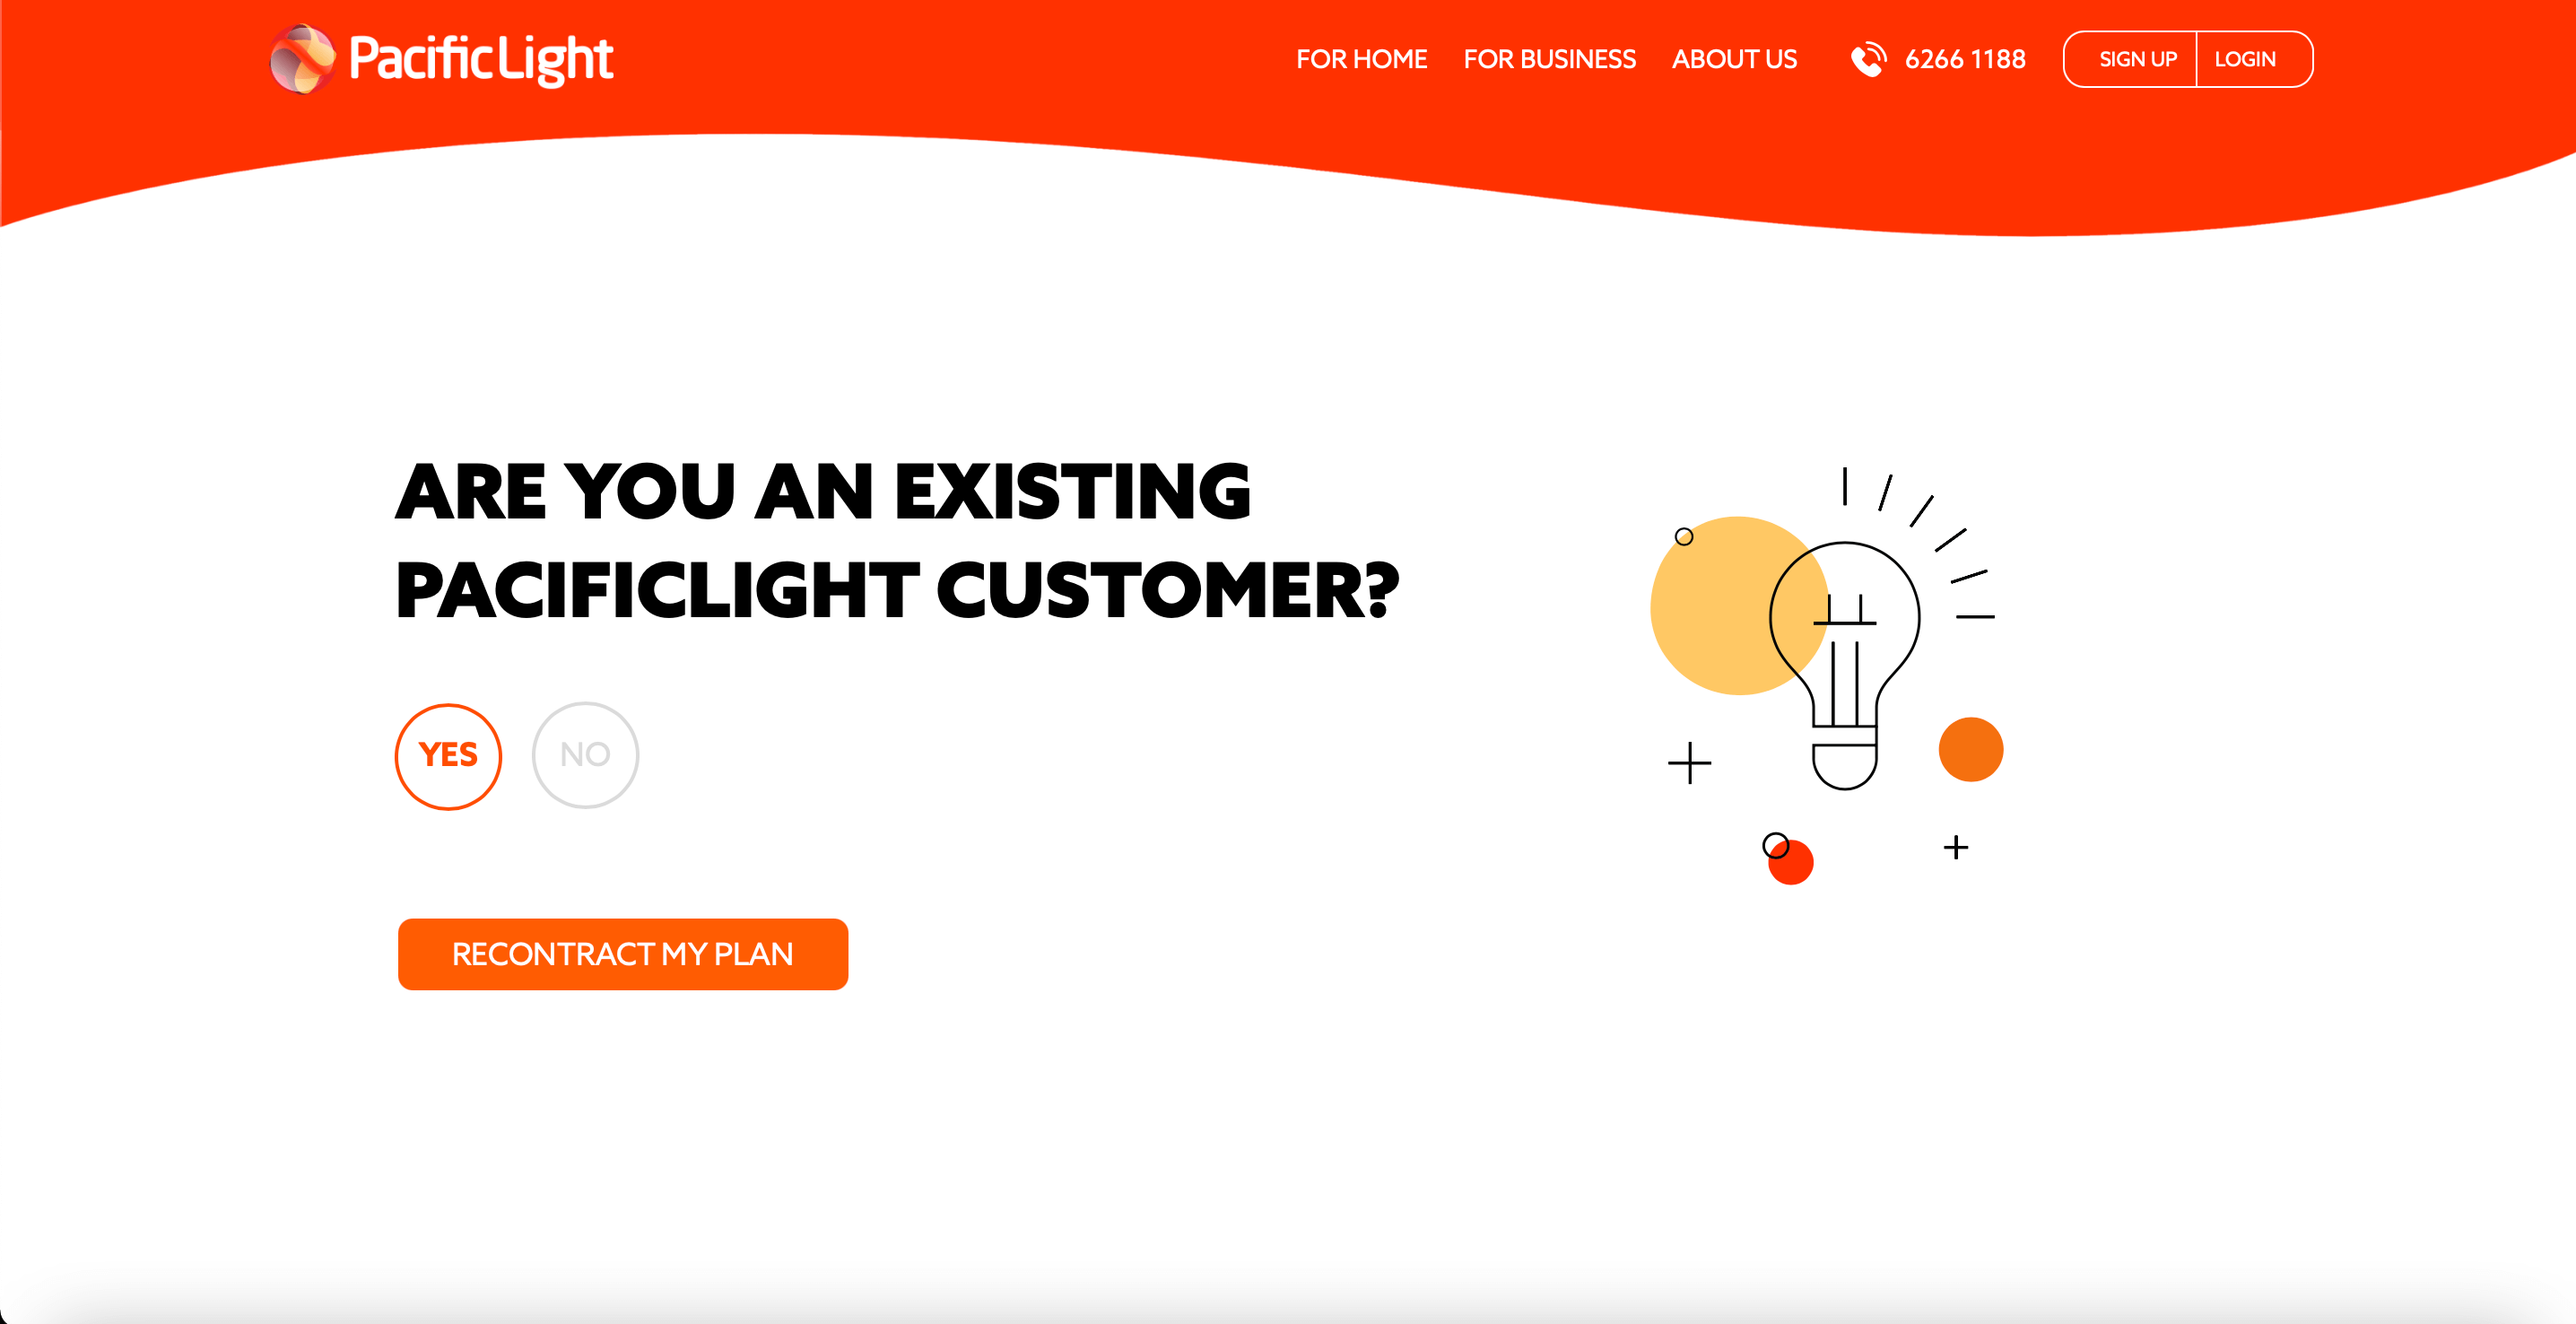 PacificLight
FOR HOME
FOR BUSINESS
ABOUT US
6266 1188
SIGN UP
LOGIN
ARE YOU AN EXISTING
PACIFICLIGHT CUSTOMER?
YES
NO
RECONTRACT MY PLAN